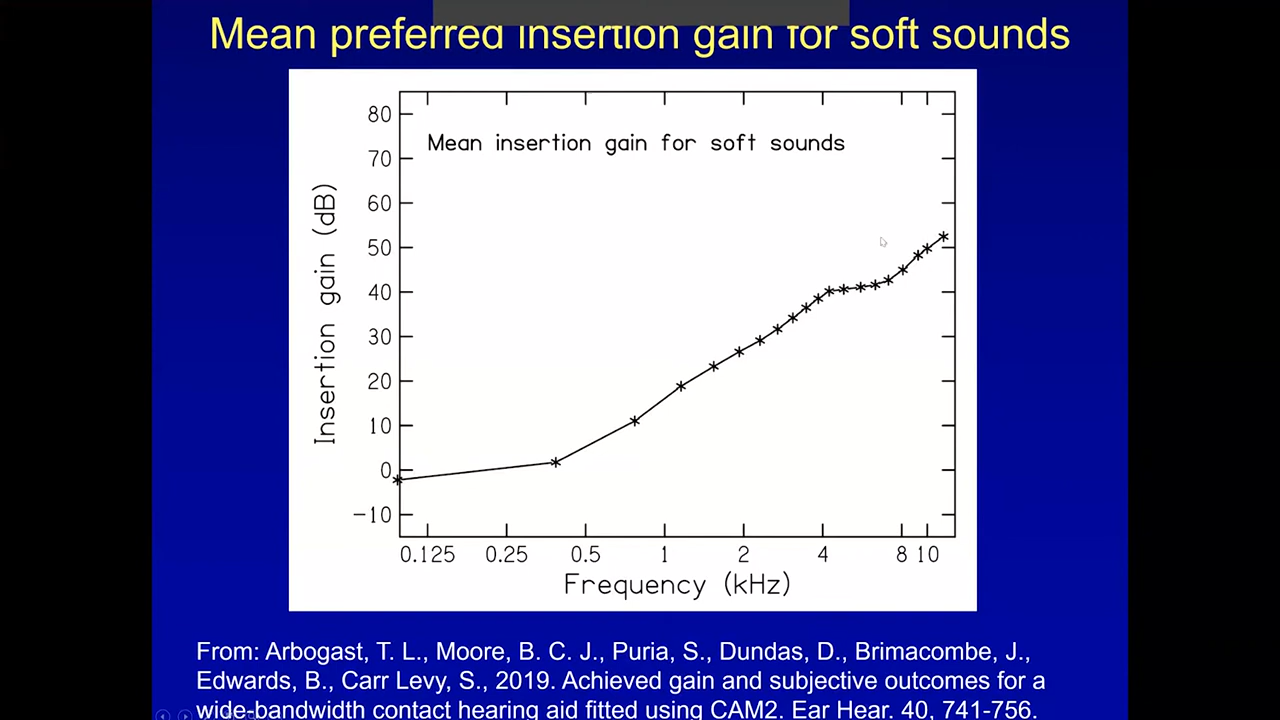 Mean preferred insertion gain for soft sounds
Mean insertion gain for soft sounds
80
70
60
50
40
30
20
10
0
-10
Insertion gain (dB)
0.125 0.25 0.5 1 2 4 8 10
Frequency (kHz)
From: Arbogast, T. L., Moore, B. C. J., Puria, S., Dundas, D., Brimacombe, J.,
Edwards, B., Carr Levy, S., 2019. Achieved gain and subjective outcomes for a
wide-bandwidth contact hearing aid fitted using CAM2. Ear Hear. 40, 741-756.